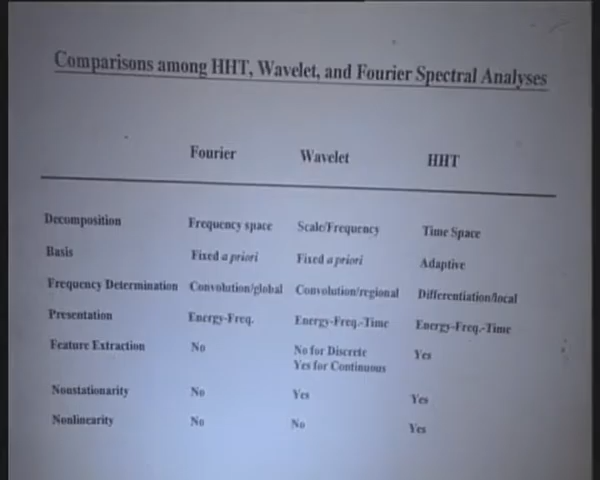 Comparisons among HHT, Wavelet, and Fourier Spectral Analyses
Fourier Wavelet HHT
Decomposition Frequency space Scale/Frequency Time Space
Basis Fixed a priori Fixed a priori Adaptive
Frequency Determination Convolution/global Convolution/regional Differentiation/local
Presentation Energy-Freq. Energy-Freq.-Time Energy-Freq.-Time
Feature Extraction No No for Discrete Yes
Yes for Continuous
Nonstationarity No Yes Yes
Nonlinearity No No Yes